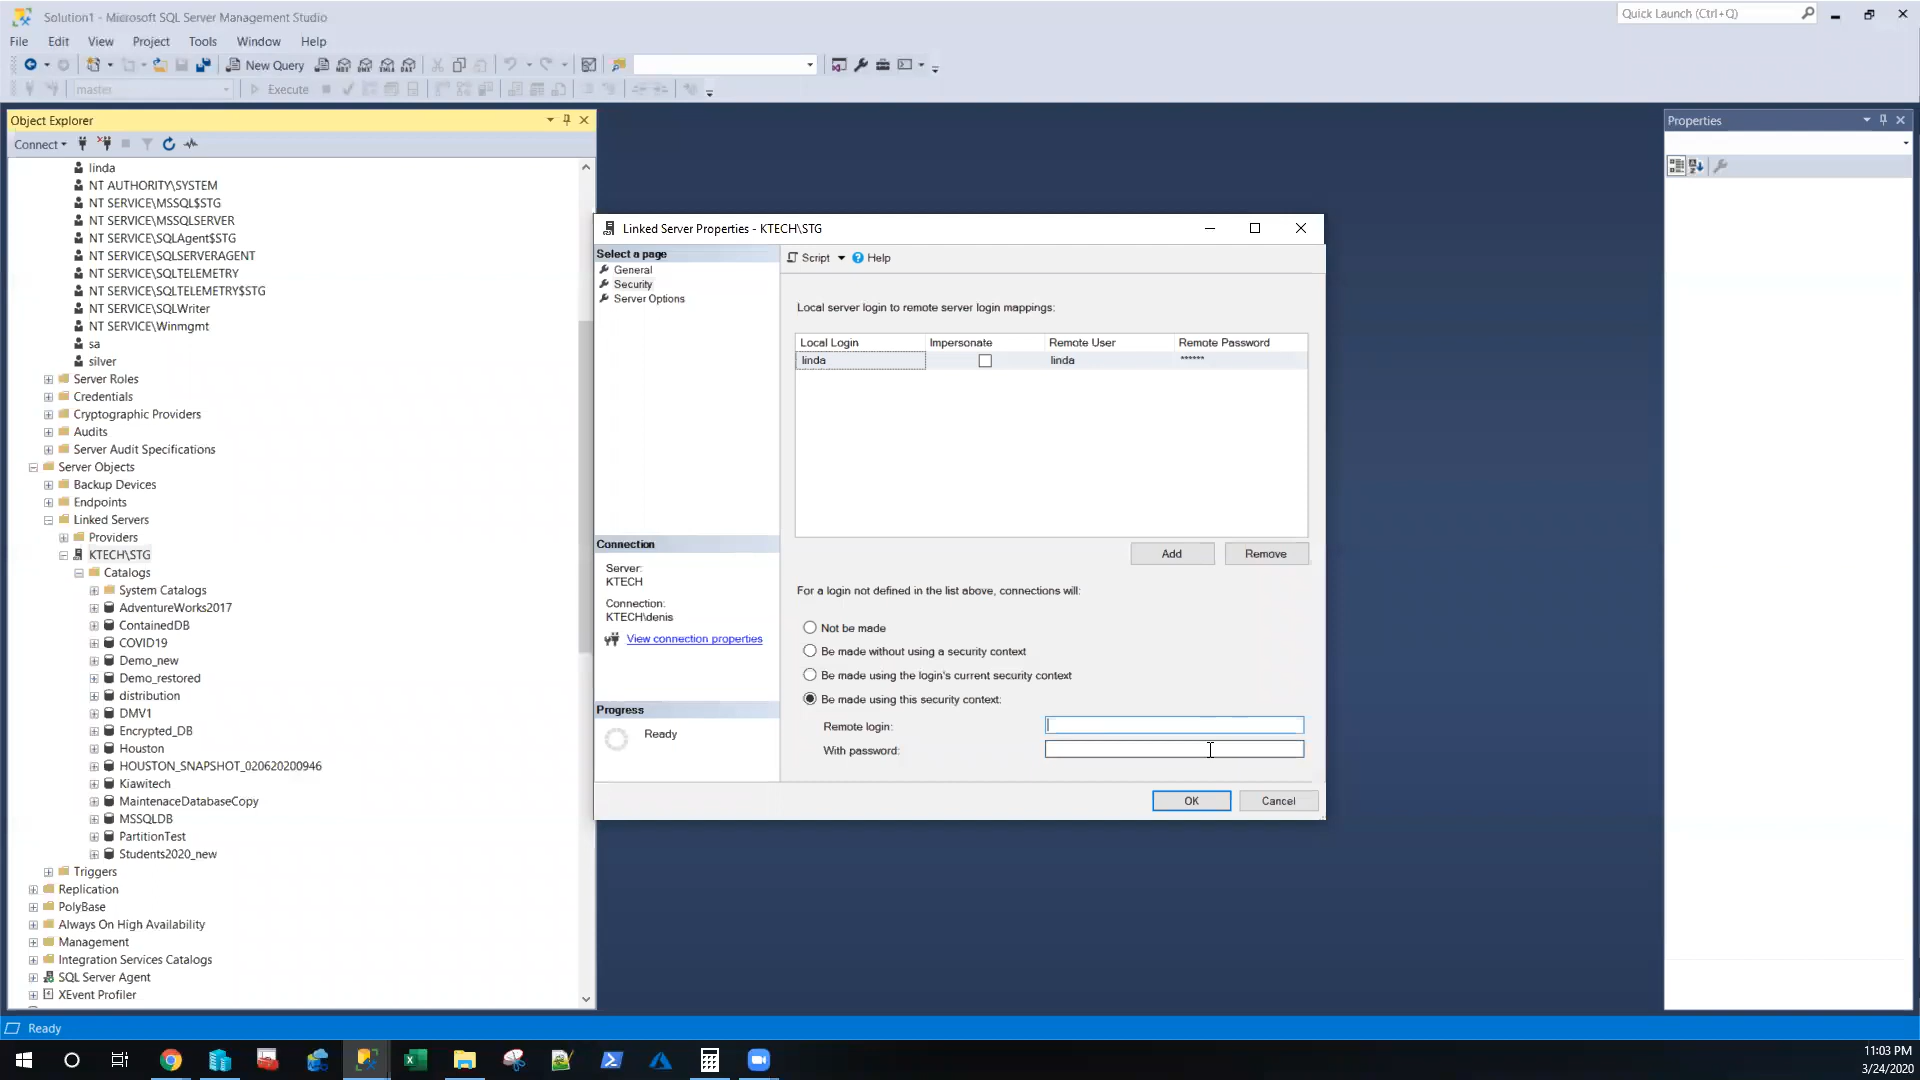 Solution1 - Microsoft SQL Server Management Studio
Quick Launch (Ctrl+Q)
File Edit View Project Tools Window Help
New Query
master Execute
Object Explorer
Connect
linda
NT AUTHORITY\SYSTEM
NT SERVICE\MSSQL$STG
NT SERVICE\MSSQLSERVER
NT SERVICE\SQLAgent$STG
NT SERVICE\SQLSERVERAGENT
NT SERVICE\SQLTELEMETRY
NT SERVICE\SQLTELEMETRY$STG
NT SERVICE\SQLWriter
NT SERVICE\Winmgmt
sa
silver
Server Roles
Credentials
Cryptographic Providers
Audits
Server Audit Specifications
Server Objects
Backup Devices
Endpoints
Linked Servers
Providers
KTECH\STG
Catalogs
System Catalogs
AdventureWorks2017
ContainedDB
COVID19
Demo_new
Demo_restored
distribution
DMV1
Encrypted_DB
Houston
HOUSTON_SNAPSHOT_020620200946
Kiawitech
MaintenaceDatabaseCopy
MSSQLDB
PartitionTest
Students2020_new
Triggers
Replication
PolyBase
Always On High Availability
Management
Integration Services Catalogs
SQL Server Agent
XEvent Profiler
Linked Server Properties - KTECH\STG
Select a page
General
Security
Server Options
Connection
Server:
KTECH
Connection:
KTECH\denis
View connection properties
Progress
Ready
Script Help
Local server login to remote server login mappings:
Local Login Impersonate Remote User Remote Password
linda linda ******
Add Remove
For a login not defined in the list above, connections will:
Not be made
Be made without using a security context
Be made using the login's current security context
Be made using this security context:
Remote login:
With password:
OK Cancel
Properties
Ready
11:03 PM
3/24/2020